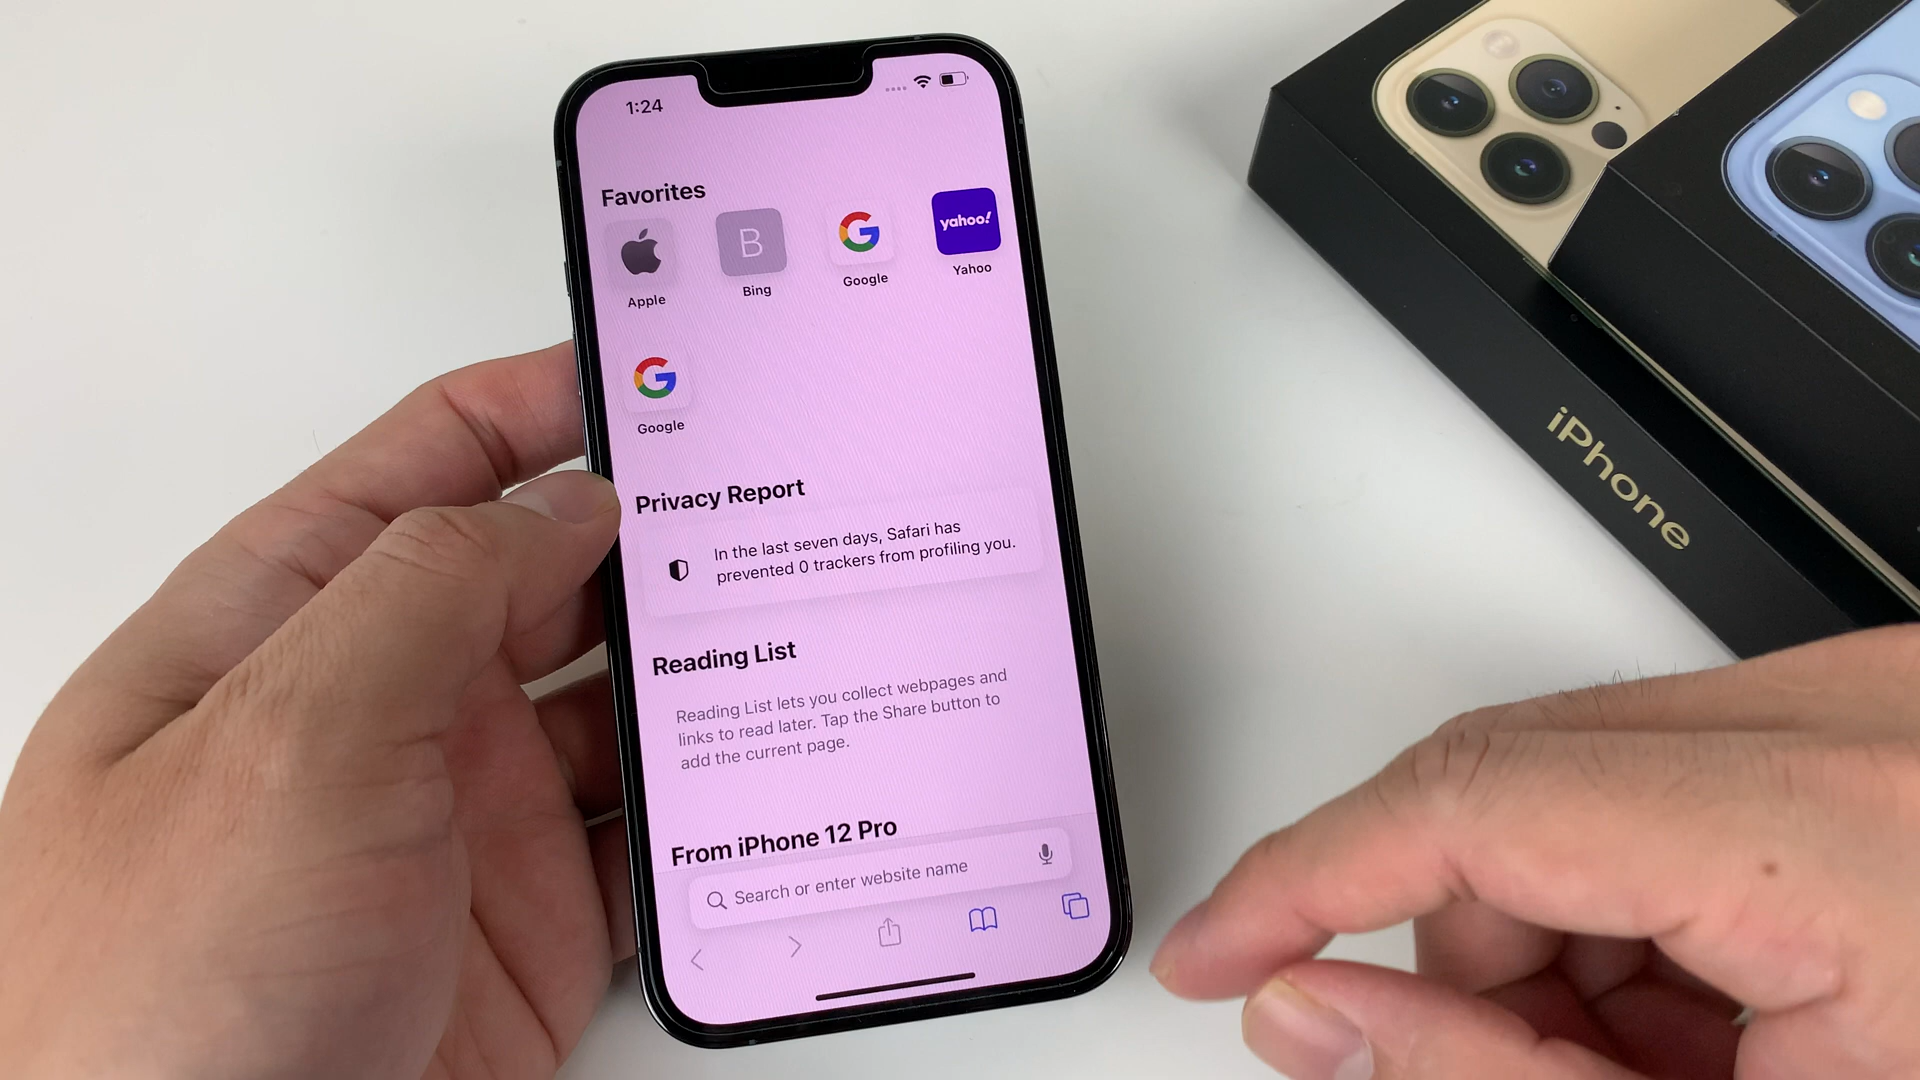 1:24
Favorites
B
yahoo!
Apple
Bing
Google
Yahoo
Google
Privacy Report
In the last seven days, Safari has
prevented 0 trackers from profiling you.
Reading List
Reading List lets you collect webpages and
links to read later. Tap the Share button to
add the current page.
From iPhone 12 Pro
Search or enter website name
iPhone